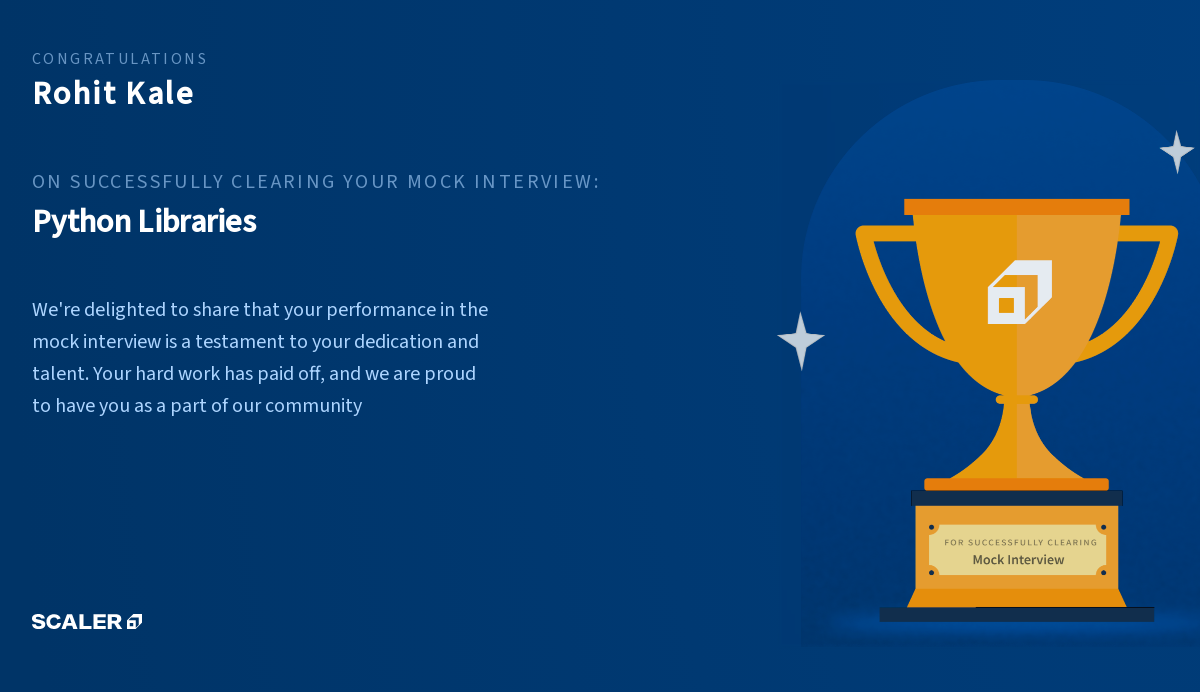 CONGRATULATIONS
Rohit Kale
ON SUCCESSFULLY CLEARING YOUR MOCK INTERVIEW:
Python Libraries
We're delighted to share that your performance in the
mock interview is a testament to your dedication and
talent. Your hard work has paid off, and we are proud
to have you as a part of our community
FOR SUCCESSFULLY CLEARING
Mock Interview
SCALER